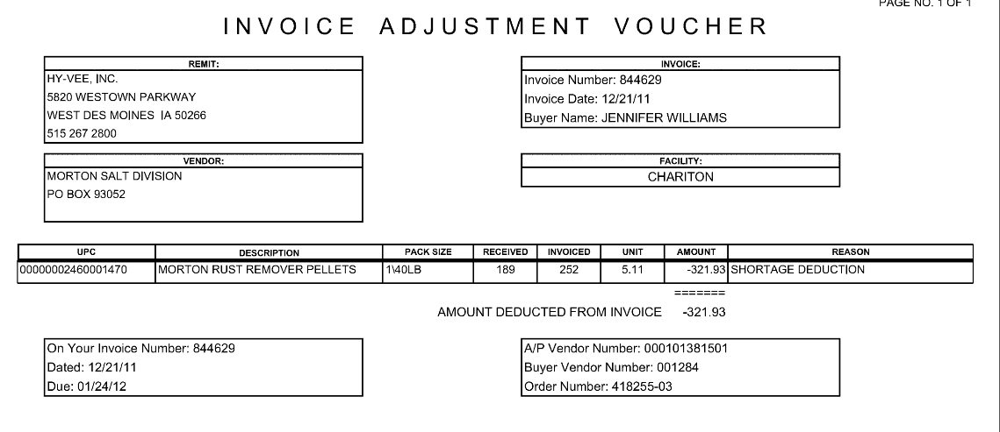 PAGE NO. 1 OF 1
INVOICE ADJUSTMENT VOUCHER
REMIT:
HY-VEE, INC.
5820 WESTOWN PARKWAY
WEST DES MOINES IA 50266
515 267 2800
INVOICE:
Invoice Number: 844629
Invoice Date: 12/21/11
Buyer Name: JENNIFER WILLIAMS
VENDOR:
MORTON SALT DIVISION
PO BOX 93052
FACILITY:
CHARITON
UPC DESCRIPTION PACK SIZE RECEIVED INVOICED UNIT AMOUNT REASON
00000002460001470 MORTON RUST REMOVER PELLETS 1\40LB 189 252 5.11 -321.93 SHORTAGE DEDUCTION
=======
AMOUNT DEDUCTED FROM INVOICE -321.93
On Your Invoice Number: 844629
Dated: 12/21/11
Due: 01/24/12
A/P Vendor Number: 000101381501
Buyer Vendor Number: 001284
Order Number: 418255-03